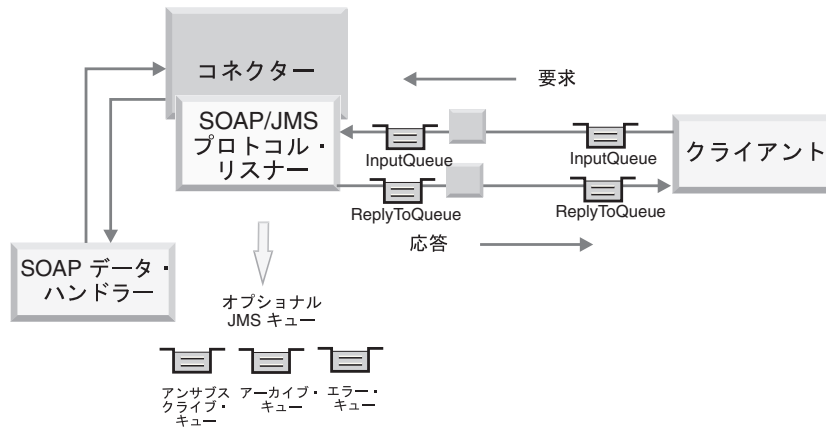 コネクター
要求
SOAP/JMS
プロトコル・
リスナー
InputQueue
InputQueue
クライアント
ReplyToQueue
ReplyToQueue
応答
SOAP データ・
ハンドラー
オプショナル
JMS キュー
アンサブス
クライブ・
キュー
アーカイブ・
キュー
エラー・
キュー